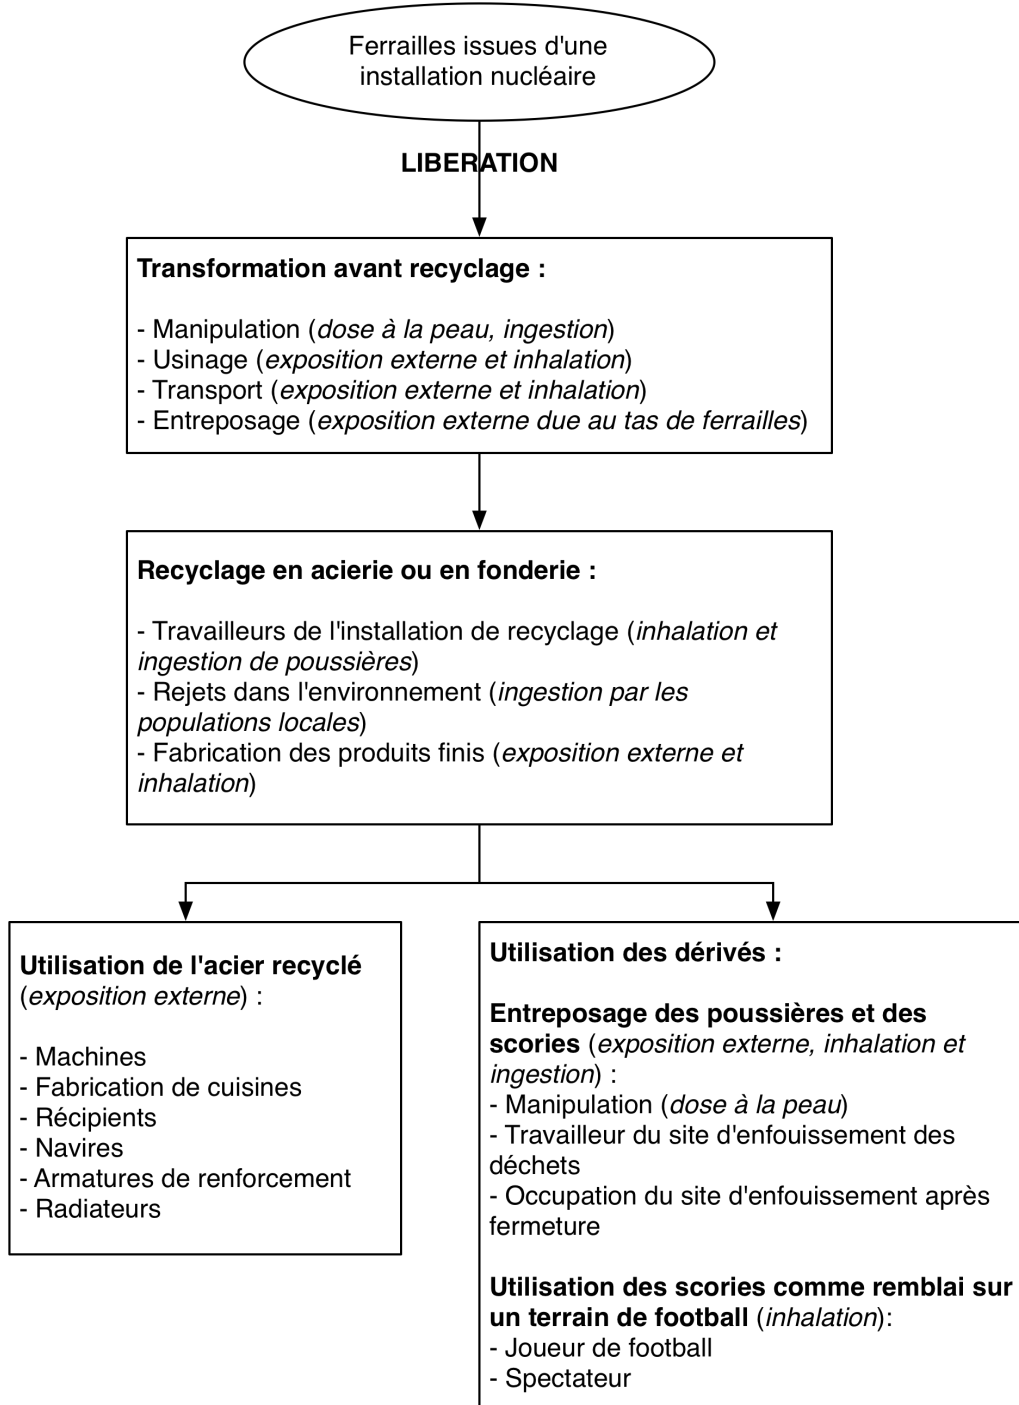 Ferrailles issues d'une
installation nucléaire
LIBERATION
Transformation avant recyclage :
- Manipulation (dose à la peau, ingestion)
- Usinage (exposition externe et inhalation)
- Transport (exposition externe et inhalation)
- Entreposage (exposition externe due au tas de ferrailles)
Recyclage en acierie ou en fonderie :
- Travailleurs de l'installation de recyclage (inhalation et
ingestion de poussières)
- Rejets dans l'environnement (ingestion par les
populations locales)
- Fabrication des produits finis (exposition externe et
inhalation)
Utilisation de l'acier recyclé
(exposition externe) :
- Machines
- Fabrication de cuisines
- Récipients
- Navires
- Armatures de renforcement
- Radiateurs
Utilisation des dérivés :
Entreposage des poussières et des
scories (exposition externe, inhalation et
ingestion) :
- Manipulation (dose à la peau)
- Travailleur du site d'enfouissement des
déchets
- Occupation du site d'enfouissement après
fermeture
Utilisation des scories comme remblai sur
un terrain de football (inhalation):
- Joueur de football
- Spectateur